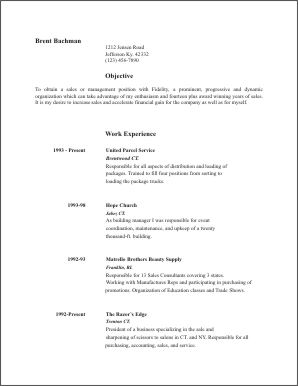 Brent Bachman
1212 Jensen Road
Jefferson Ky. 42332
(123) 456-7890
Objective
To obtain a sales or management position with Fidelity, a prominent, progressive and dynamic
organization which can take advantage of my enthusiasm and fourteen plus award winning years of sales.
It is my desire to increase sales and accelerate financial gain for the company as well as for myself.
Work Experience
1993 - Present United Parcel Service
Brentwood CT.
Responsible for all aspects of distribution and loading of
packages. Trained to fill four positions from sorting to
loading the package trucks.
1993-98 Hope Church
CT.
As building manager I was responsible for event
coordination, maintenance, and upkeep of a twenty
thousand-ft. building.
1992-93 Matrelle Brothers Beauty Supply
Franklin, RI.
Responsible for 13 Sales Consultants covering 3 states.
Working with Manufactures Reps and participating in purchasing of
promotions. Organization of Education classes and Trade Shows.
1992-Present The Razor's Edge
Trenton CT.
President of a business specializing in the sale and
sharpening of scissors to salons in CT. and NY. Responsible for all
purchasing, accounting, sales, and service.